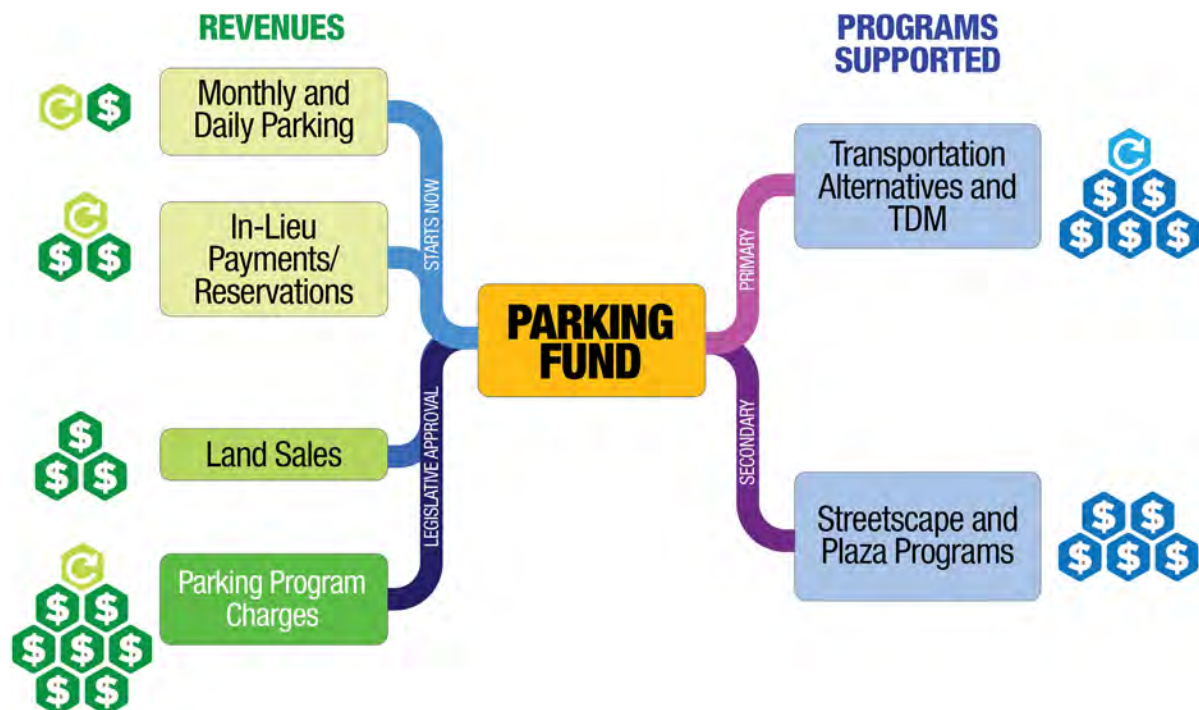 REVENUES
Monthly and
Daily Parking
$
In-Lieu
Payments/
Reservations
$ $
Land Sales
$
$ $
Parking Program
Charges
$ $
$ $ $
$ $
STARTS NOW
LEGISLATIVE APPROVAL
PARKING
FUND
PRIMARY
SECONDARY
PROGRAMS
SUPPORTED
Transportation
Alternatives and
TDM
$ $
$ $ $
Streetscape and
Plaza Programs
$ $
$ $ $